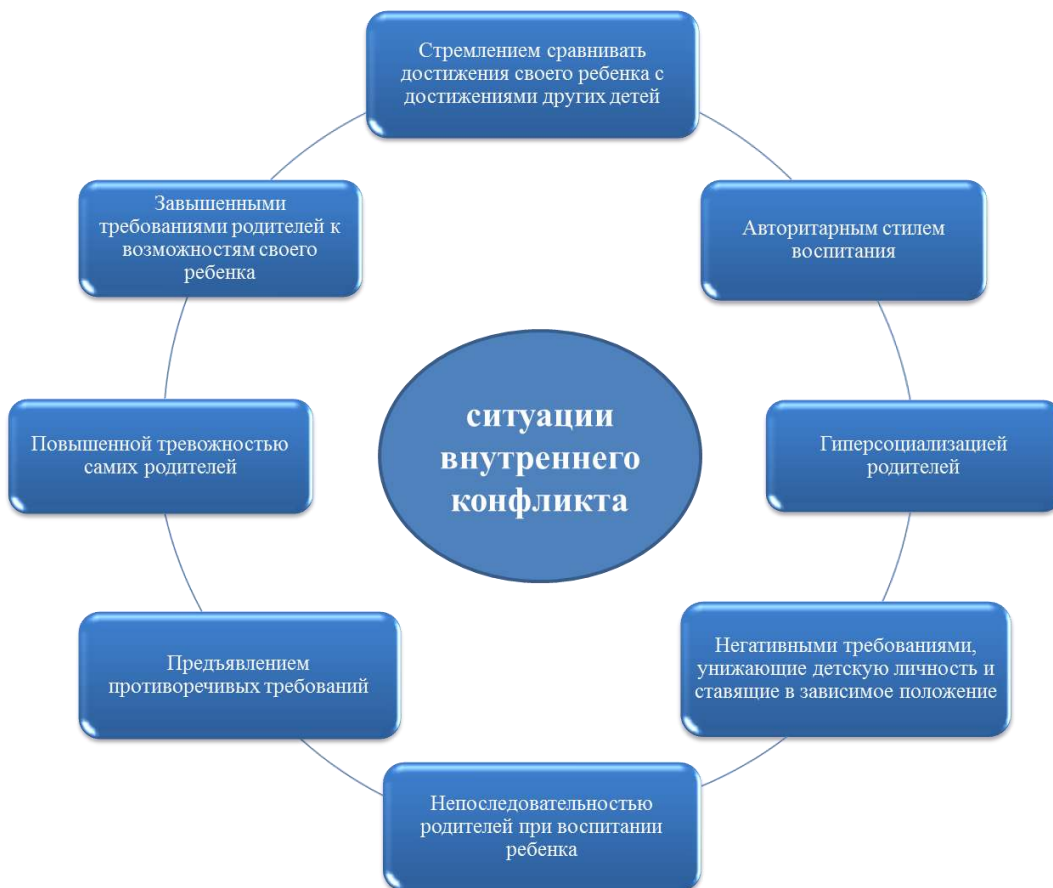 Стремлением сравнивать
достижения своего ребенка с
достижениями других детей
Завышенными
требованиями родителей к
возможностям своего
ребенка
Авторитарным стилем
воспитания
ситуации
внутреннего
конфликта
Повышенной тревожностью
самих родителей
Гиперсоциализацией
родителей
Предъявлением
противоречивых требований
Негативными требованиями,
унижающие детскую личность и
ставящие в зависимое положение
Непоследовательностью
родителей при воспитании
ребенка